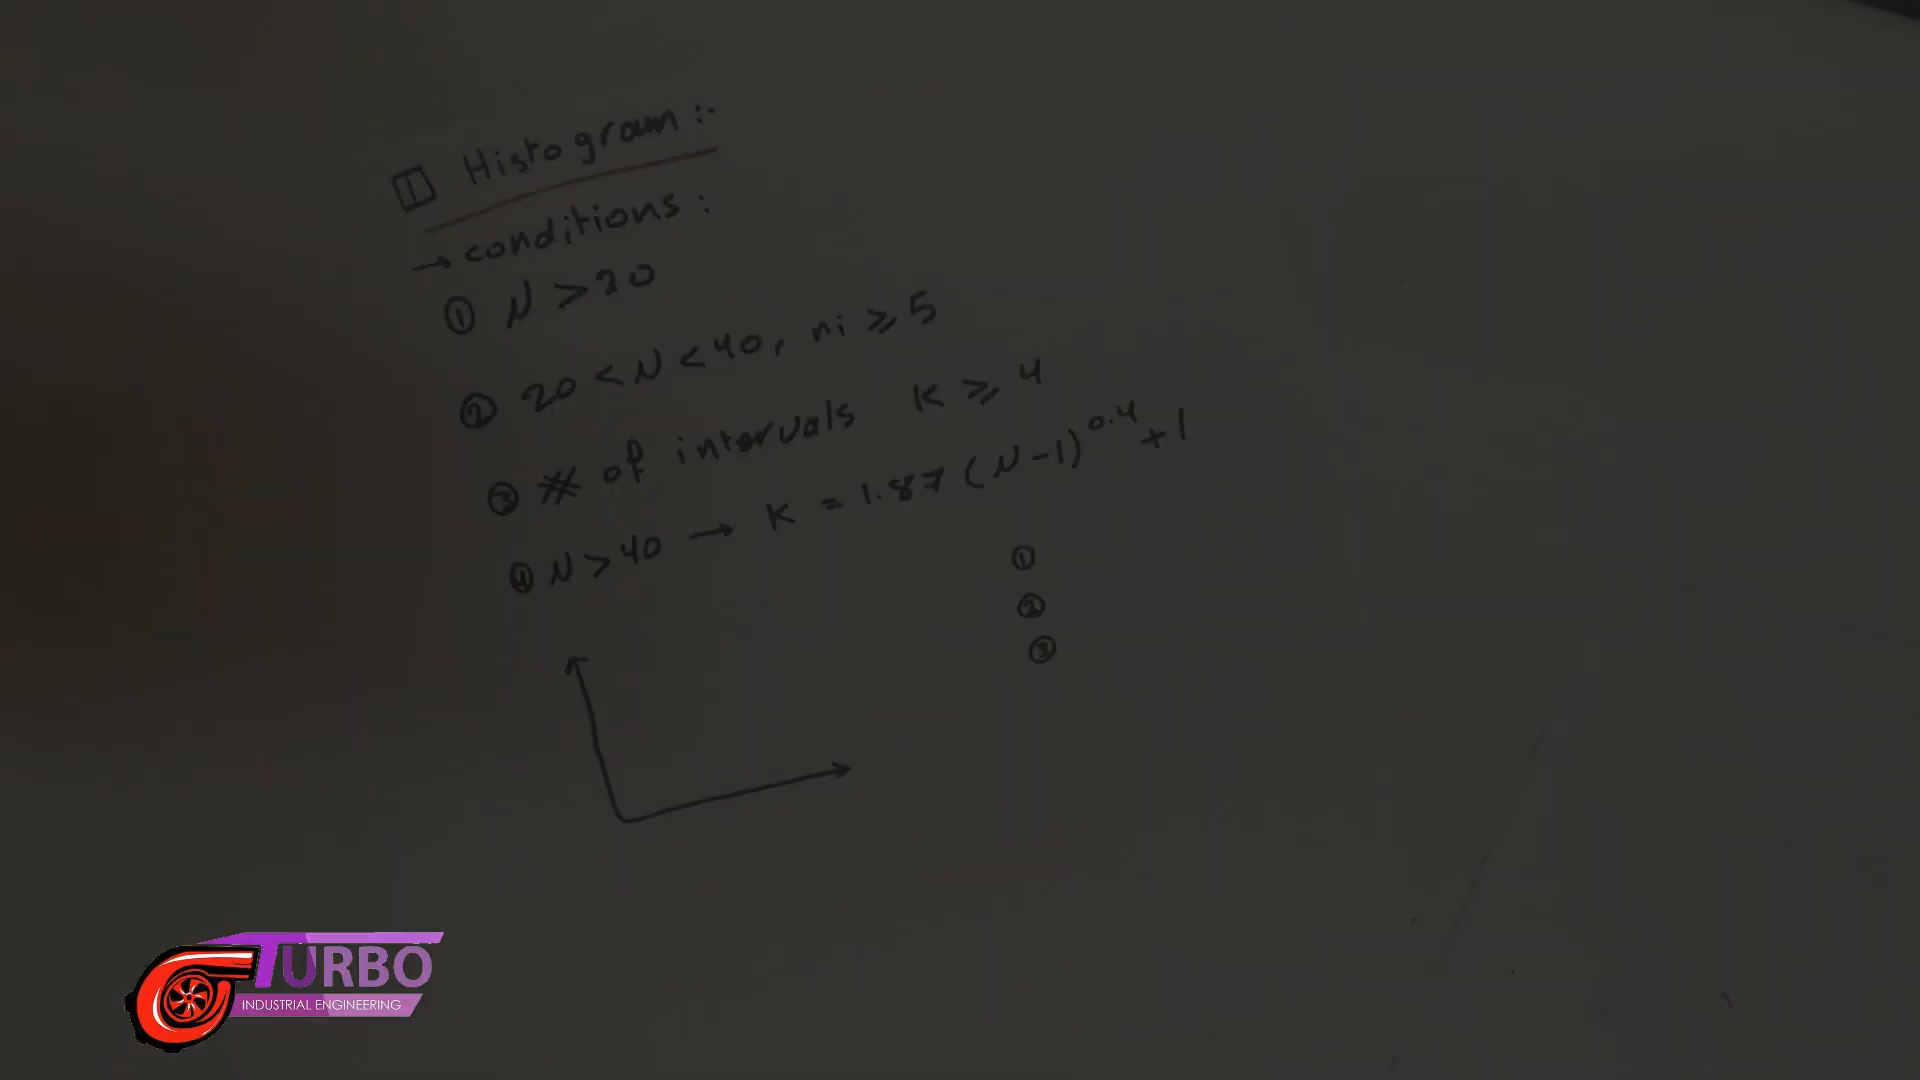 1 Histogram :-
→ conditions :
① N > 20
② 20 < N < 40, ni ≥ 5
③ # of intervals K ≥ 4
④ N > 40 → K = 1.87 (N - 1)^0.4 + 1
①
②
③
TURBO
INDUSTRIAL ENGINEERING